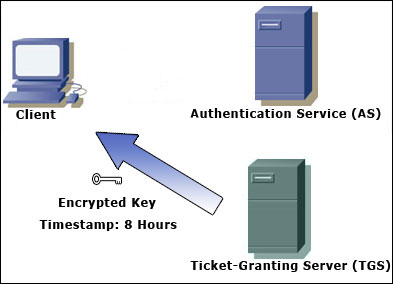 Client
Authentication Service (AS)
Encrypted Key
Timestamp: 8 Hours
Ticket-Granting Server (TGS)